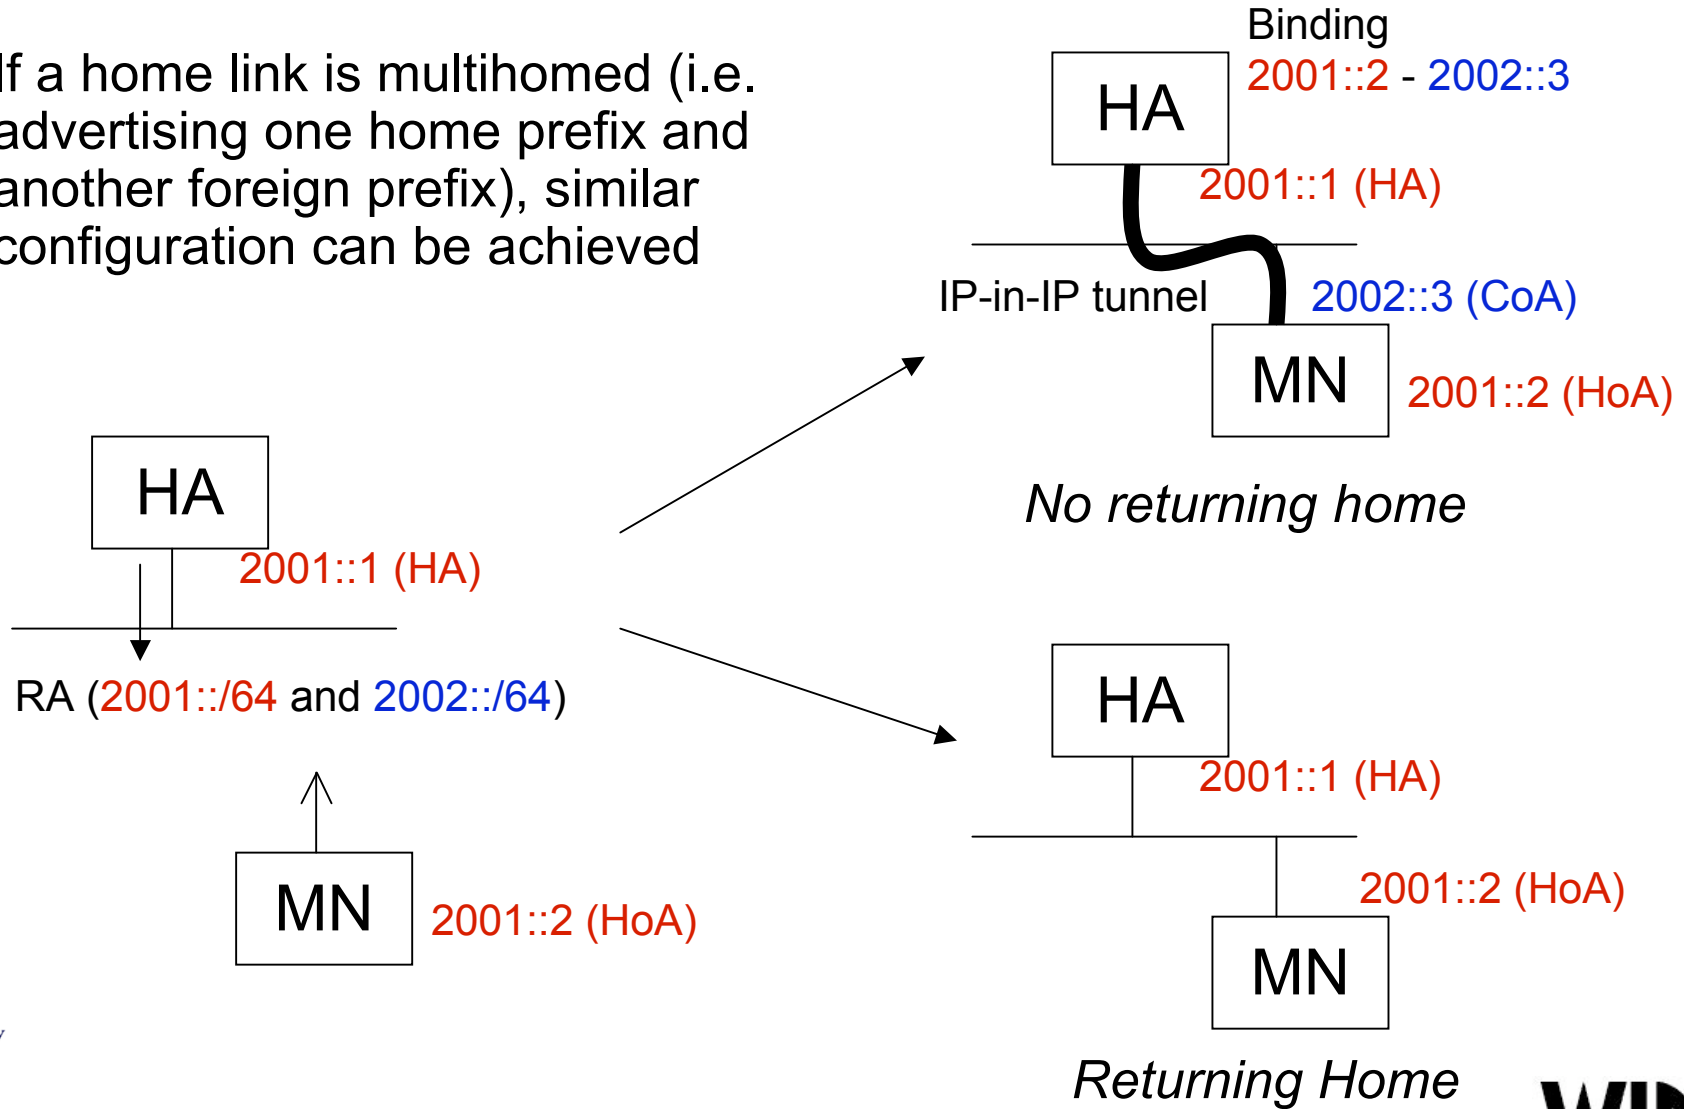 If a home link is multihomed (i.e.
advertising one home prefix and
another foreign prefix), similar
configuration can be achieved
Binding
2001::2 - 2002::3
HA
2001::1 (HA)
IP-in-IP tunnel
2002::3 (CoA)
MN
2001::2 (HoA)
No returning home
HA
2001::1 (HA)
RA (2001::/64 and 2002::/64)
MN
2001::2 (HoA)
HA
2001::1 (HA)
2001::2 (HoA)
MN
Returning Home